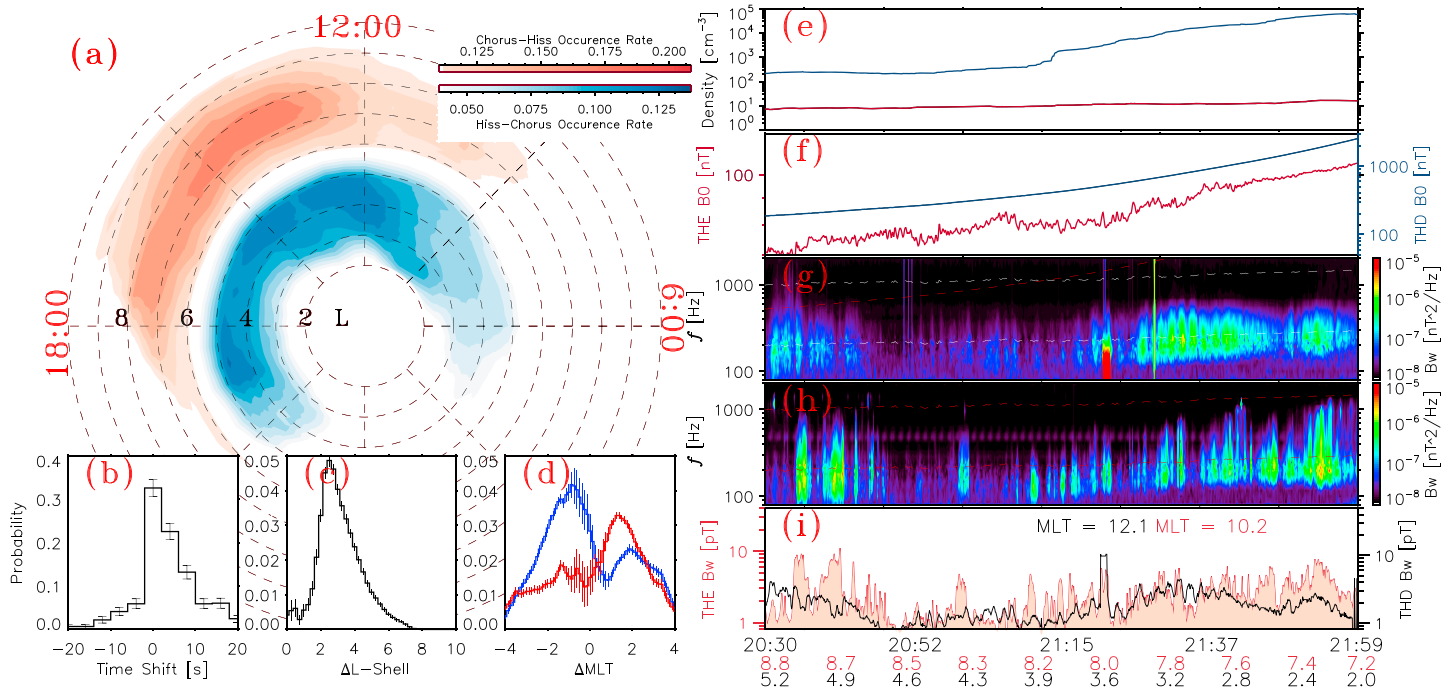 (a)
12:00
Chorus-Hiss Occurence Rate
0.125 0.150 0.175 0.200
0.050 0.075 0.100 0.125
Hiss-Chorus Occurence Rate
18:00
8 6 4 2 L
06:00
(b)
0.4
0.3
0.2
0.1
0.0
Probability
-20 -10 0 10 20
Time Shift [s]
(c)
0.05
0.04
0.03
0.02
0.01
0.00
0 2 4 6 8 10
ΔL-Shell
(d)
0.05
0.04
0.03
0.02
0.01
0.00
-4 -2 0 2 4
ΔMLT
(e)
10^5
10^4
10^3
10^2
10^1
10^0
Density [cm^-3]
(f)
100
THE B0 [nT]
1000
100
THD B0 [nT]
(g)
1000
100
f [Hz]
10^-5
10^-6
10^-7
10^-8
Bw [nT^2/Hz]
(h)
1000
100
f [Hz]
10^-5
10^-6
10^-7
10^-8
Bw [nT^2/Hz]
(i)
MLT = 12.1 MLT = 10.2
10
1
THE Bw [pT]
10
1
THD Bw [pT]
20:30 20:52 21:15 21:37 21:59
8.8 8.7 8.5 8.3 8.2 8.0 7.8 7.6 7.4 7.2
5.2 4.9 4.6 4.3 3.9 3.6 3.2 2.8 2.4 2.0